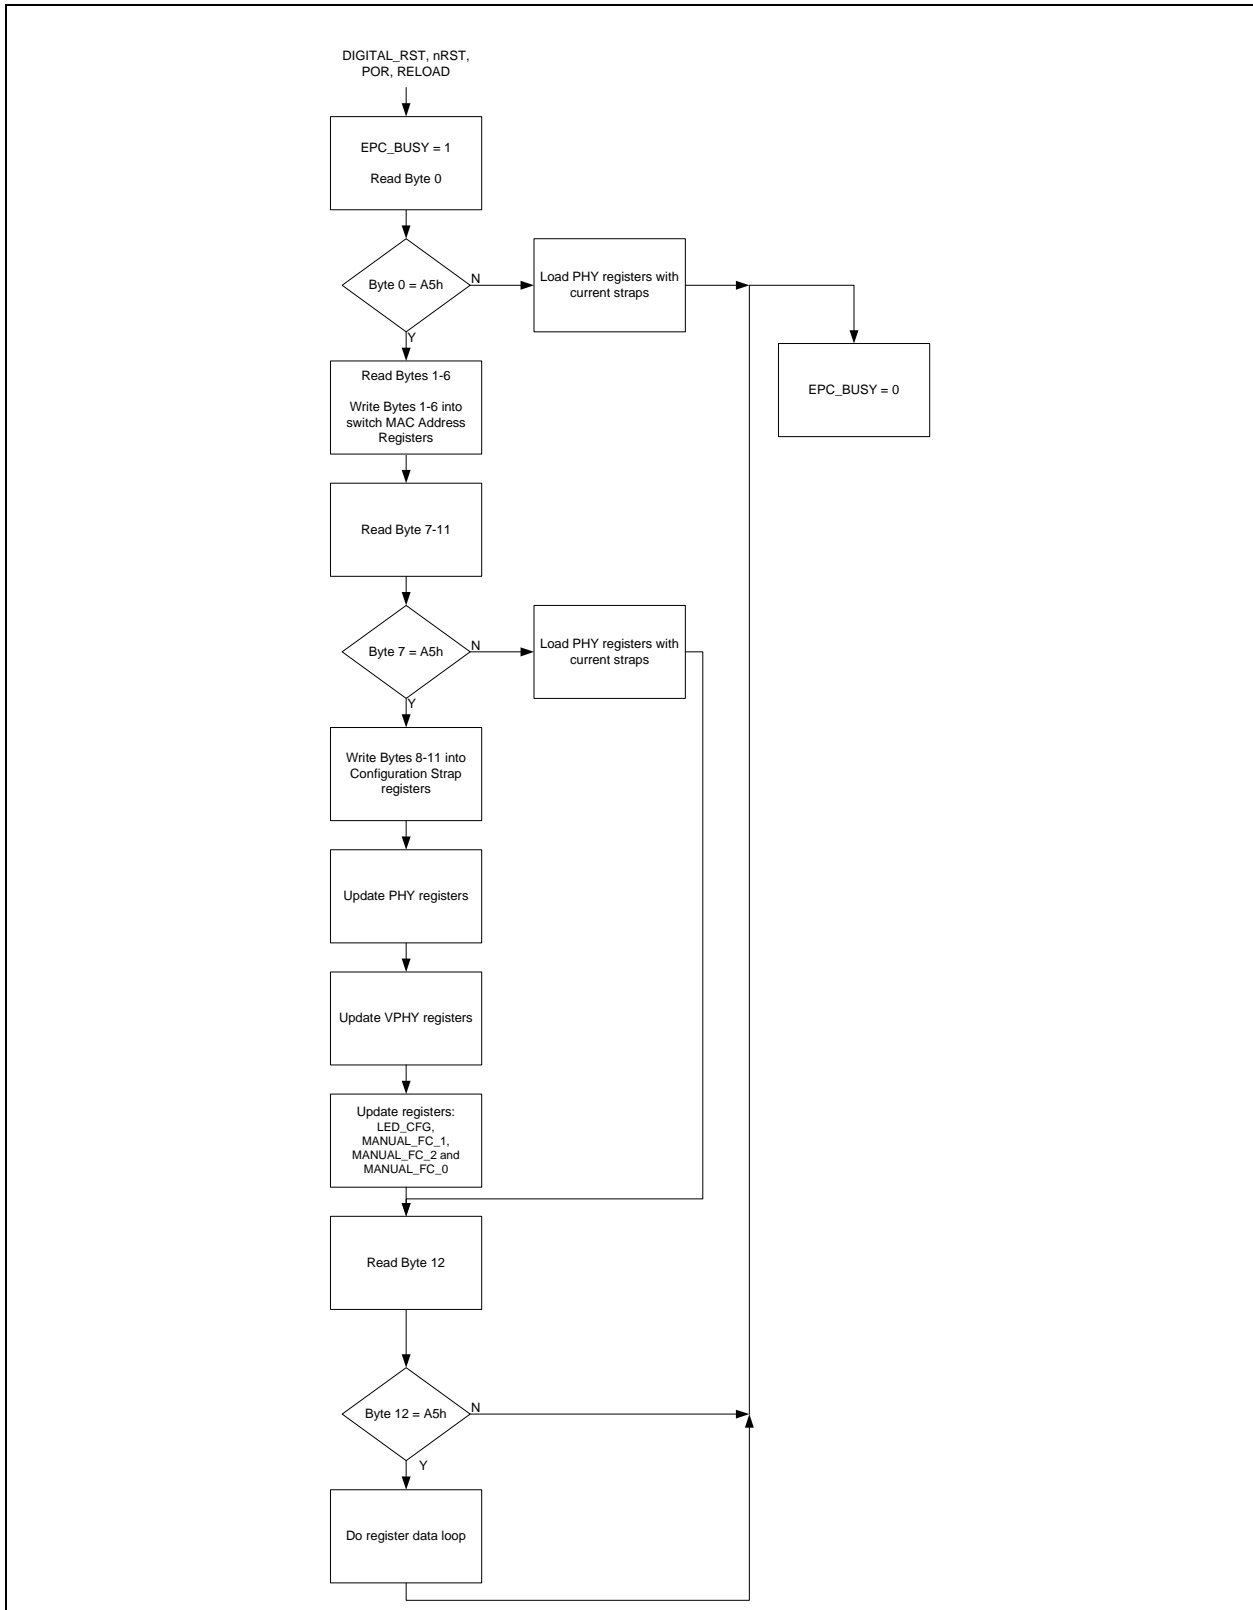 DIGITAL_RST, nRST,
POR, RELOAD
EPC_BUSY = 1
Read Byte 0
Byte 0 = A5h
N
Load PHY registers with
current straps
Y
EPC_BUSY = 0
Read Bytes 1-6
Write Bytes 1-6 into
switch MAC Address
Registers
Read Byte 7-11
Byte 7 = A5h
N
Load PHY registers with
current straps
Y
Write Bytes 8-11 into
Configuration Strap
registers
Update PHY registers
Update VPHY registers
Update registers:
LED_CFG,
MANUAL_FC_1,
MANUAL_FC_2 and
MANUAL_FC_0
Read Byte 12
Byte 12 = A5h
N
Y
Do register data loop